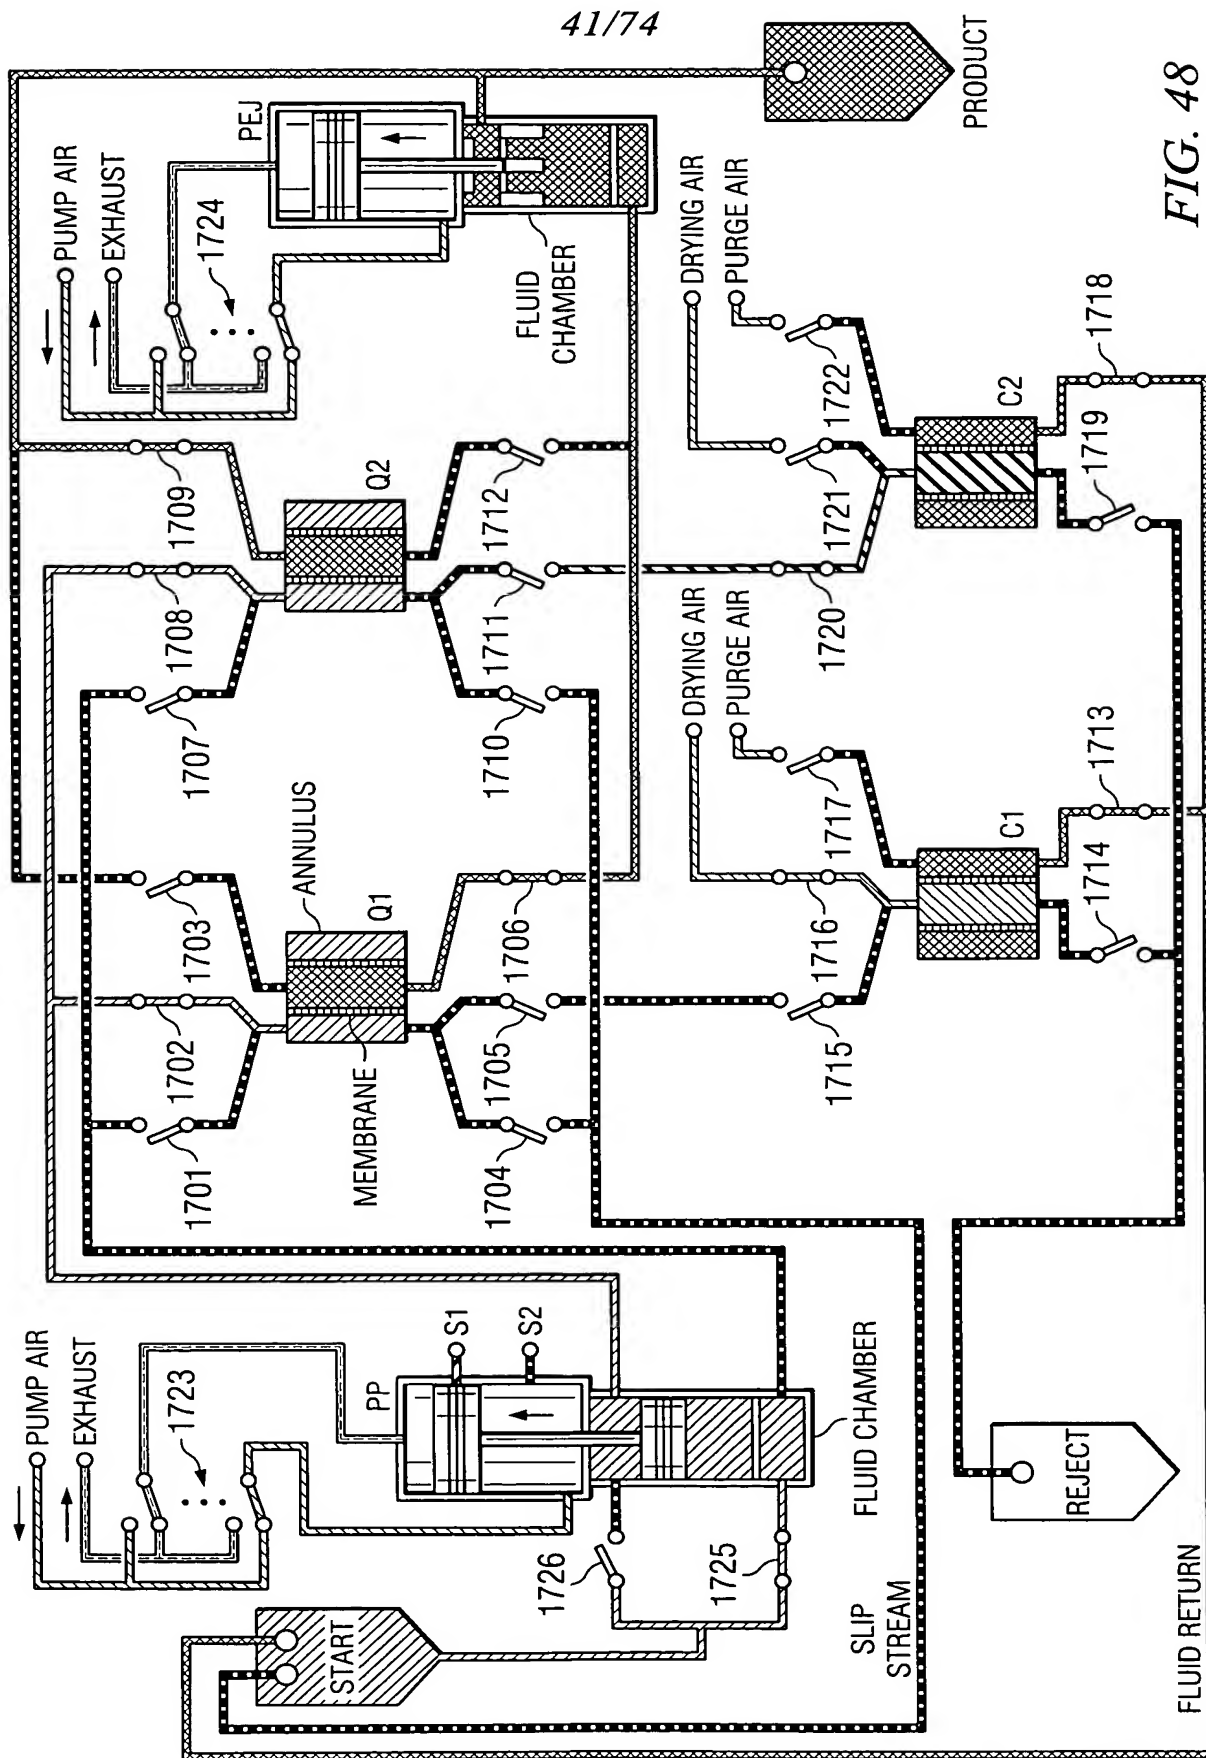 41/74
PUMP AIR
EXHAUST
1724
PEJ
FLUID
CHAMBER
PRODUCT
1709
1708
1707
Q2
1712
1711
1710
1703
1702
1701
ANNULUS
Q1
MEMBRANE
1706
1705
1704
DRYING AIR
PURGE AIR
1722
1721
1720
C2
1718
1719
DRYING AIR
PURGE AIR
1717
1716
1715
C1
1713
1714
PUMP AIR
EXHAUST
1723
PP
S1
S2
FLUID CHAMBER
1726
1725
START
SLIP
STREAM
REJECT
FLUID RETURN
FIG. 48